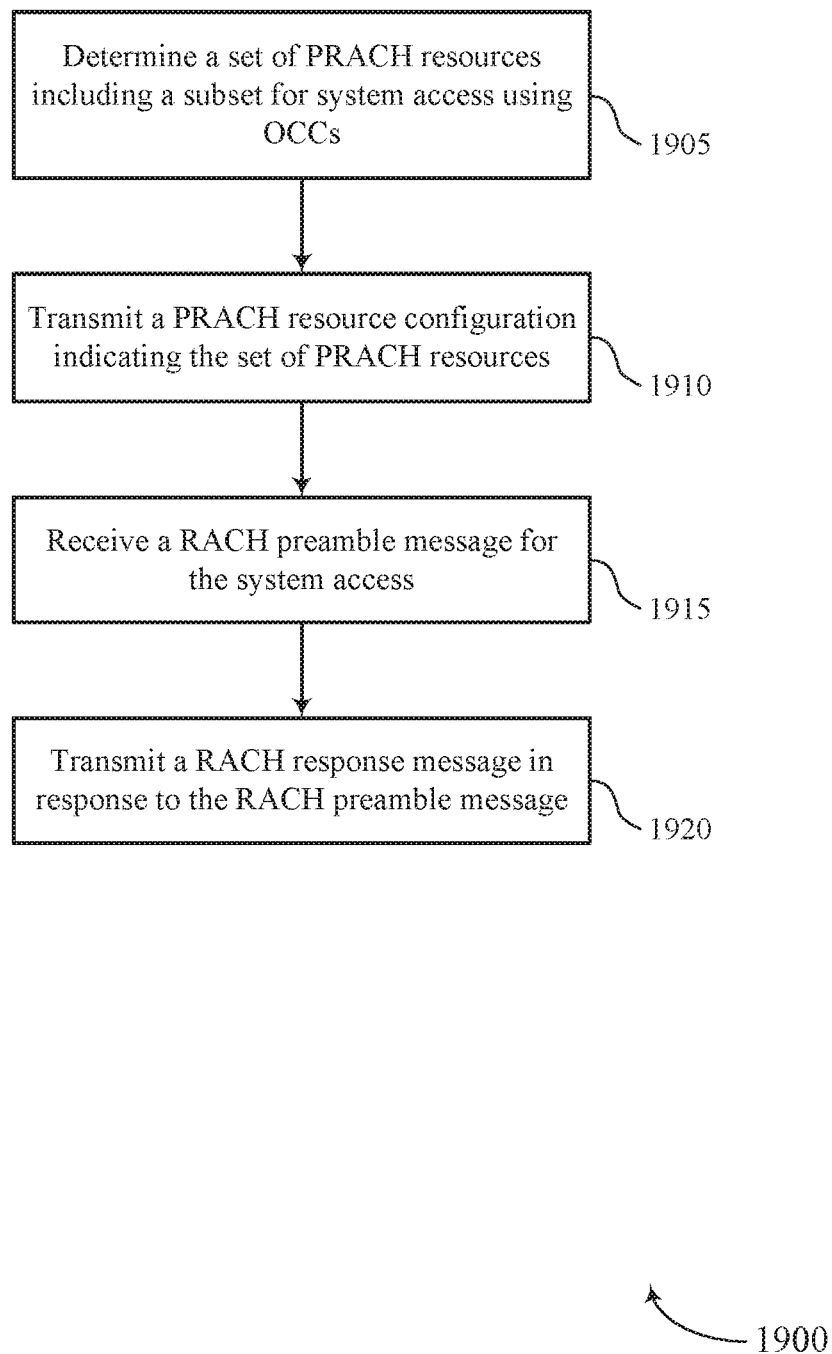 Determine a set of PRACH resources
including a subset for system access using
OCCs
1905
Transmit a PRACH resource configuration
indicating the set of PRACH resources
1910
Receive a RACH preamble message for
the system access
1915
Transmit a RACH response message in
response to the RACH preamble message
1920
1900